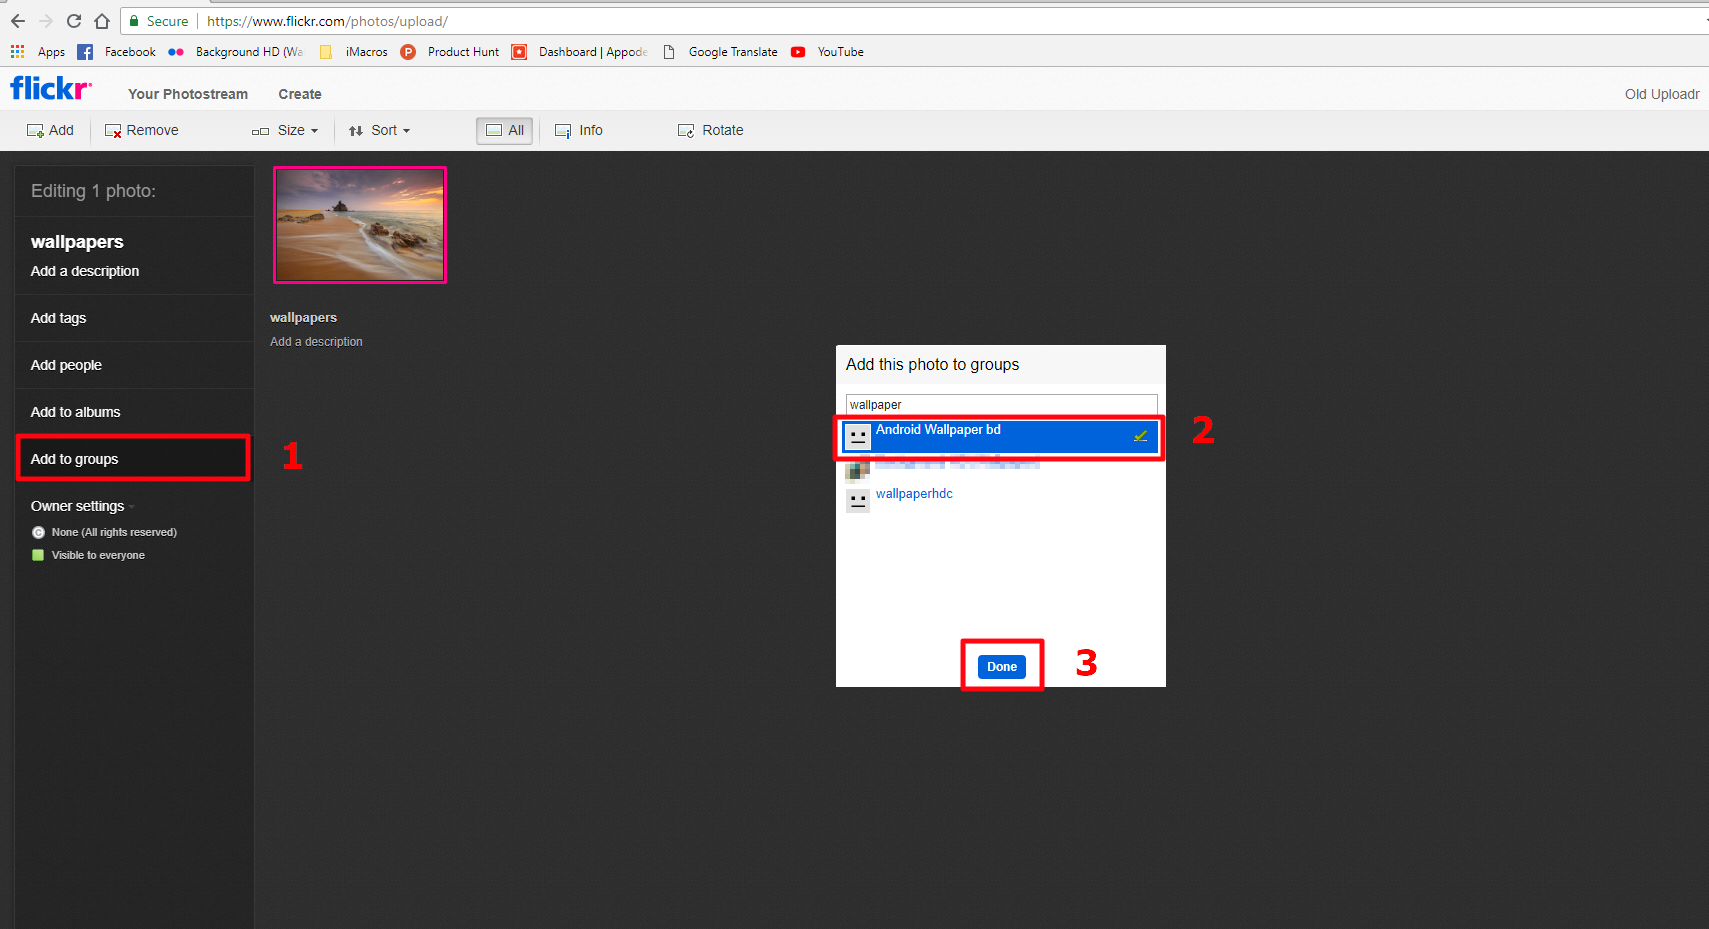 Secure https://www.flickr.com/photos/upload/
Apps Facebook Background HD (Wa iMacros Product Hunt Dashboard | Appode Google Translate YouTube
flickr Your Photostream Create Old Uploadr
Add Remove Size Sort All Info Rotate
Editing 1 photo:
wallpapers
Add a description
Add tags
Add people
Add to albums
Add to groups
1
Owner settings
None (All rights reserved)
Visible to everyone
wallpapers
Add a description
Add this photo to groups
wallpaper
Android Wallpaper bd
2
wallpaperhdc
Done
3